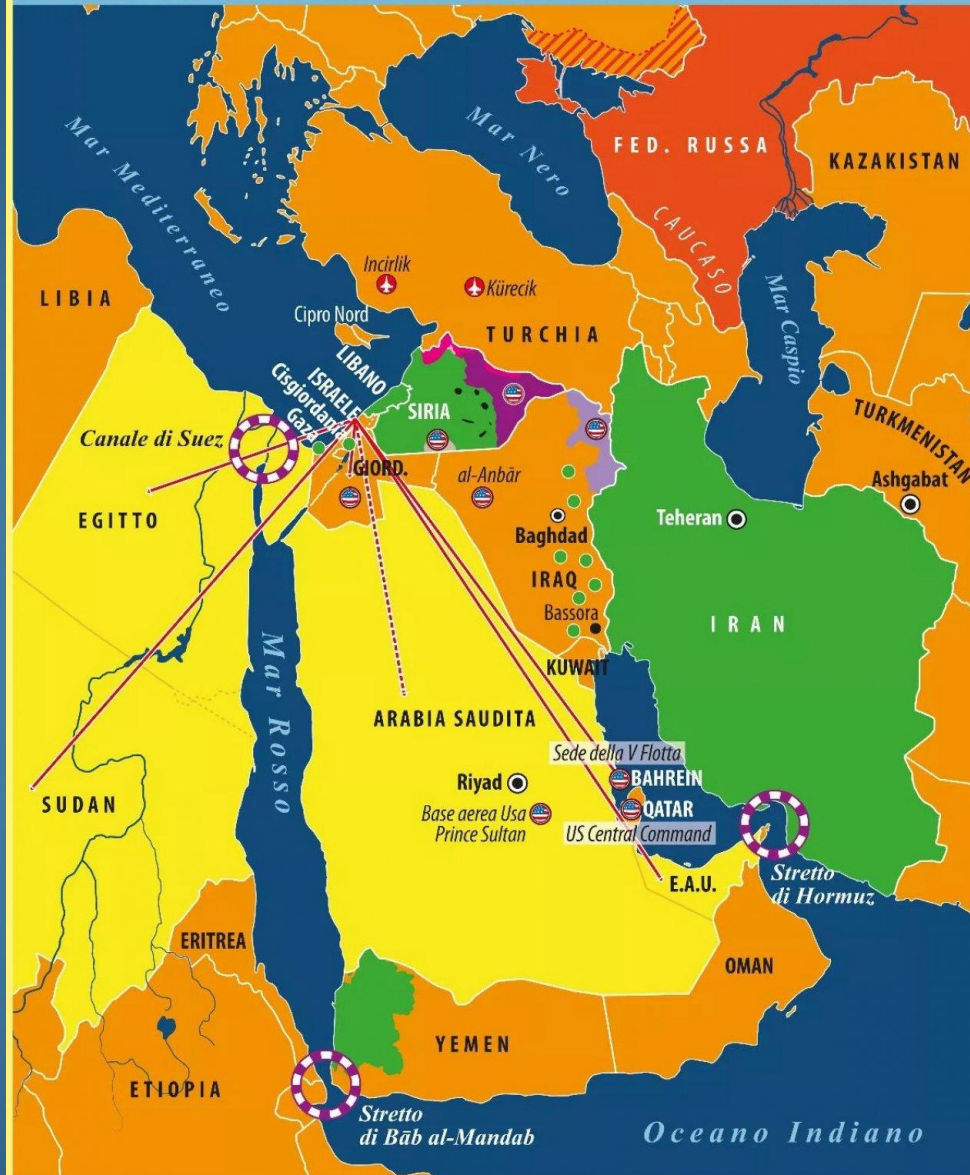 Mar Mediterraneo
Mar Nero
FED. RUSSA
KAZAKISTAN
CAUCASO
Mar Caspio
LIBIA
Incirlik
Kürecik
Cipro Nord
TURCHIA
LIBANO
ISRAELE
Cisgiordania
Gaza
SIRIA
Canale di Suez
GIORD.
al-Anbār
TURKMENISTAN
Ashgabat
EGITTO
Baghdad
Teheran
IRAQ
Bassora
IRAN
KUWAIT
Mar Rosso
ARABIA SAUDITA
Sede della V Flotta
BAHREIN
Riyad
QATAR
SUDAN
Base aerea Usa
Prince Sultan
US Central Command
E.A.U.
Stretto
di Hormuz
ERITREA
OMAN
YEMEN
ETIOPIA
Stretto
di Bāb al-Mandab
Oceano Indiano